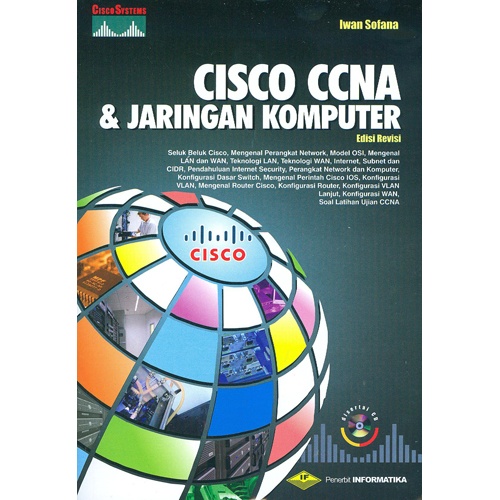 CISCO SYSTEMS
Iwan Sofana
CISCO CCNA
& JARINGAN KOMPUTER
Edisi Revisi
Seluk Beluk Cisco, Mengenal Perangkat Network, Model OSI, Mengenal
LAN dan WAN, Teknologi LAN, Teknologi WAN, Internet, Subnet dan
CIDR, Pendahuluan Internet Security, Perangkat Network dan Komputer,
Konfigurasi Dasar Switch, Mengenal Perintah Cisco IOS, Konfigurasi
VLAN, Mengenal Router Cisco, Konfigurasi Router, Konfigurasi VLAN
Lanjut, Konfigurasi WAN,
Soal Latihan Ujian CCNA
CISCO
Disertai CD
IF
Penerbit INFORMATIKA